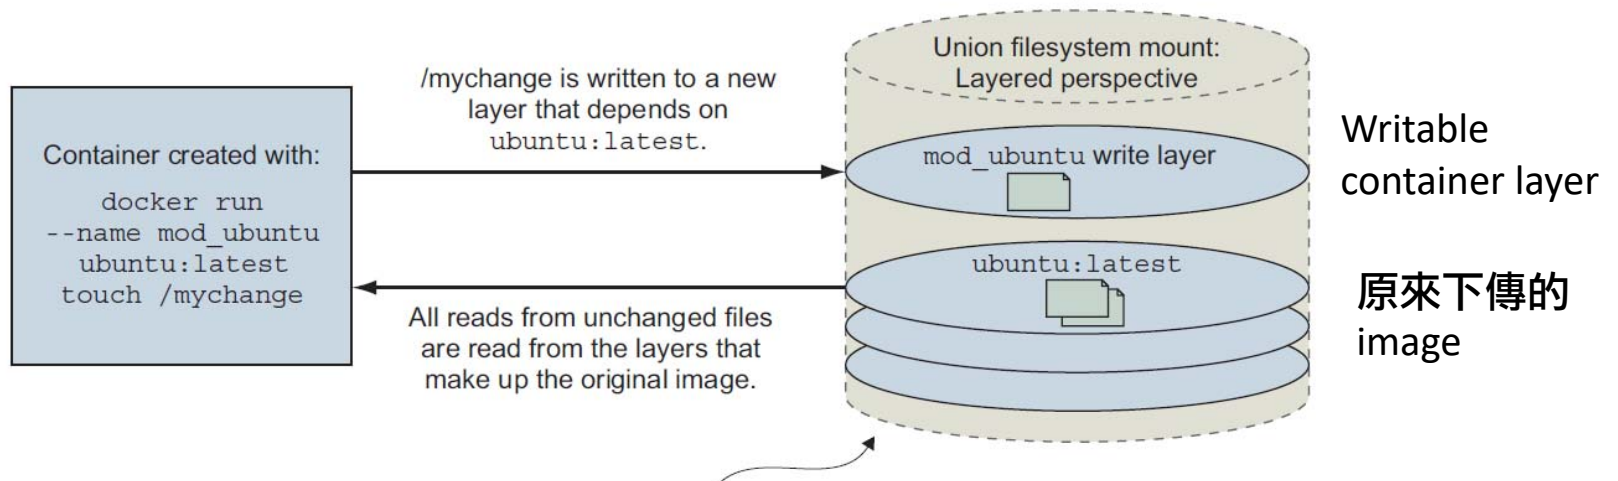 Container created with:
docker run
--name mod_ubuntu
ubuntu:latest
touch /mychange
/mychange is written to a new
layer that depends on
ubuntu:latest.
All reads from unchanged files
are read from the layers that
make up the original image.
Union filesystem mount:
Layered perspective
mod_ubuntu write layer
ubuntu:latest
Writable
container layer
原來下傳的
image